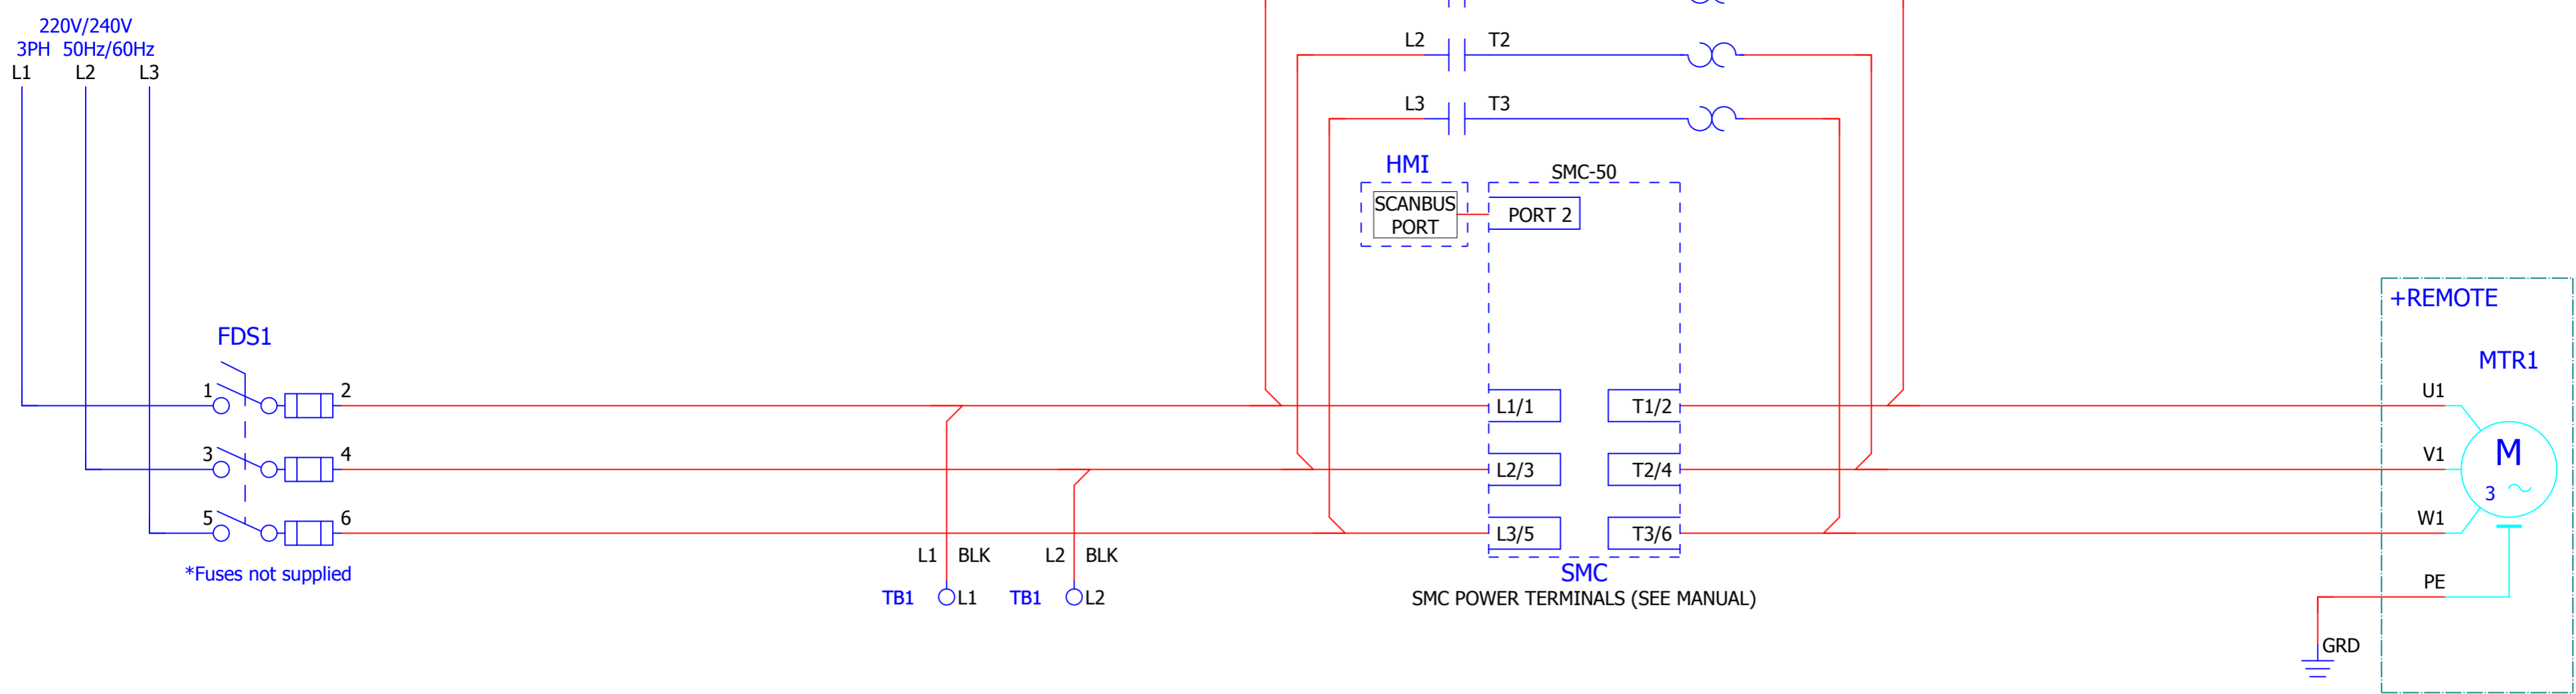 220V/240V
3PH 50Hz/60Hz
L1 L2 L3
L2 T2
L3 T3
HMI
SMC-50
SCANBUS
PORT
PORT 2
+REMOTE
FDS1
MTR1
1 2
L1/1 T1/2
U1
3 4
L2/3 T2/4
V1
M
3
5 6
L3/5 T3/6
W1
L1 BLK L2 BLK
*Fuses not supplied
SMC
PE
TB1 L1 TB1 L2
SMC POWER TERMINALS (SEE MANUAL)
GRD